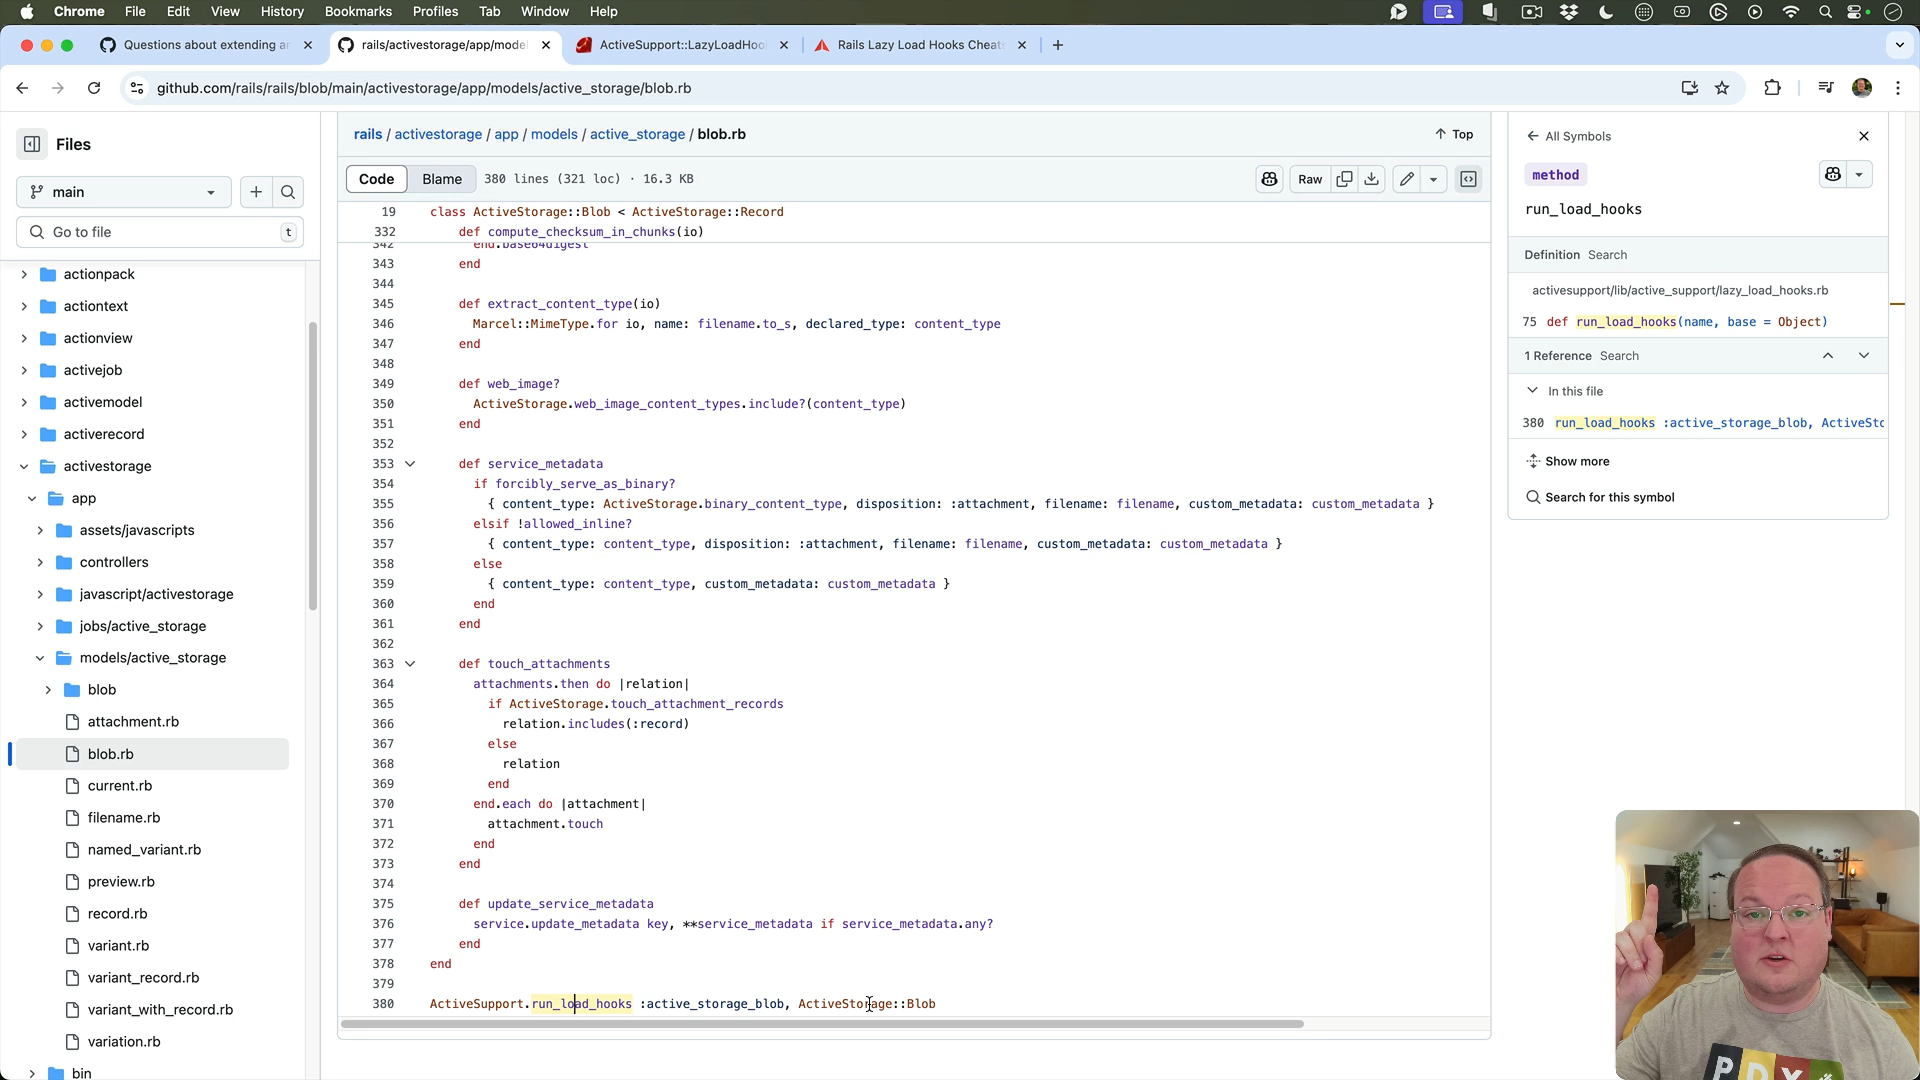 Chrome File Edit View History Bookmarks Profiles Tab Window Help
Questions about extending ar
rails/activestorage/app/mode
ActiveSupport::LazyLoadHoo
Rails Lazy Load Hooks Cheat
github.com/rails/rails/blob/main/activestorage/app/models/active_storage/blob.rb
Files
main
Go to file
t
actionpack
actiontext
actionview
activejob
activemodel
activerecord
activestorage
app
assets/javascripts
controllers
javascript/activestorage
jobs/active_storage
models/active_storage
blob
attachment.rb
blob.rb
current.rb
filename.rb
named_variant.rb
preview.rb
record.rb
variant.rb
variant_record.rb
variant_with_record.rb
variation.rb
bin
rails / activestorage / app / models / active_storage / blob.rb
Top
Code Blame 380 lines (321 loc) · 16.3 KB
Raw
19 class ActiveStorage::Blob < ActiveStorage::Record
332 def compute_checksum_in_chunks(io)
342 end.base64digest
343 end
344
345 def extract_content_type(io)
346 Marcel::MimeType.for io, name: filename.to_s, declared_type: content_type
347 end
348
349 def web_image?
350 ActiveStorage.web_image_content_types.include?(content_type)
351 end
352
353 def service_metadata
354 if forcibly_serve_as_binary?
355 { content_type: ActiveStorage.binary_content_type, disposition: :attachment, filename: filename, custom_metadata: custom_metadata }
356 elsif !allowed_inline?
357 { content_type: content_type, disposition: :attachment, filename: filename, custom_metadata: custom_metadata }
358 else
359 { content_type: content_type, custom_metadata: custom_metadata }
360 end
361 end
362
363 def touch_attachments
364 attachments.then do |relation|
365 if ActiveStorage.touch_attachment_records
366 relation.includes(:record)
367 else
368 relation
369 end
370 end.each do |attachment|
371 attachment.touch
372 end
373 end
374
375 def update_service_metadata
376 service.update_metadata key, **service_metadata if service_metadata.any?
377 end
378 end
379
380 ActiveSupport.run_load_hooks :active_storage_blob, ActiveStorage::Blob
All Symbols
method
run_load_hooks
Definition Search
activesupport/lib/active_support/lazy_load_hooks.rb
75 def run_load_hooks(name, base = Object)
1 Reference Search
In this file
380 run_load_hooks :active_storage_blob, ActiveSto
Show more
Search for this symbol
PDX